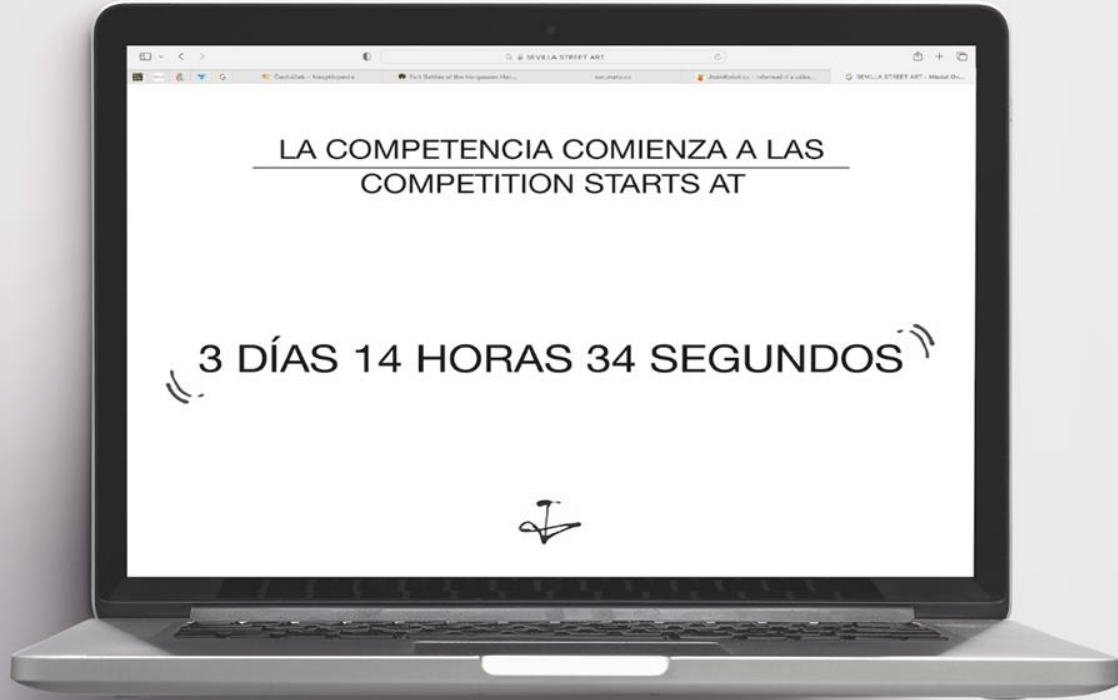 SEVILLA STREET ART
LA COMPETENCIA COMIENZA A LAS
COMPETITION STARTS AT
3 DÍAS 14 HORAS 34 SEGUNDOS